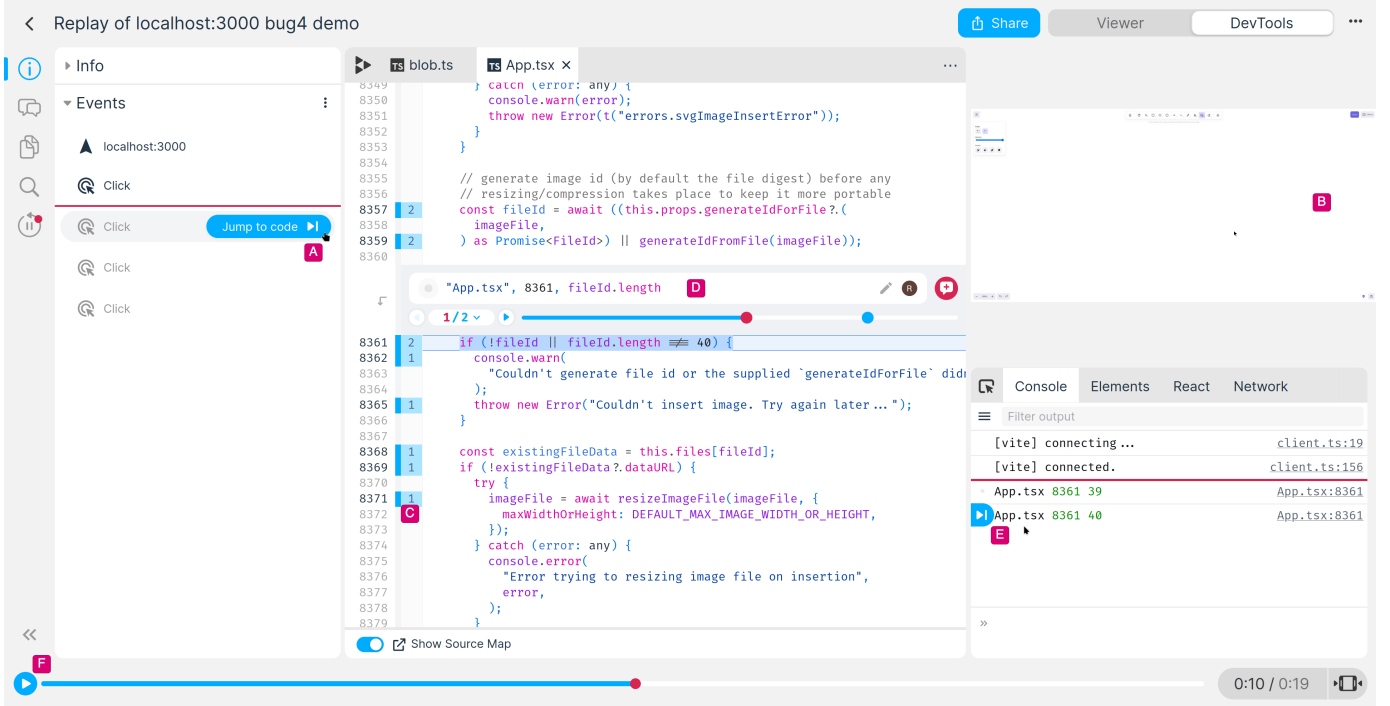 Replay of localhost:3000 bug4 demo
Share
Viewer
DevTools
Info
Events
localhost:3000
Click
Click
Jump to code
A
Click
Click
TS blob.ts
TS App.tsx
8349 } catch (error: any) {
8350 console.warn(error);
8351 throw new Error(t("errors.svgImageInsertError"));
8352 }
8353 }
8354
8355 // generate image id (by default the file digest) before any
8356 // resizing/compression takes place to keep it more portable
8357 2 const fileId = await ((this.props.generateIdForFile?.(
8358 imageFile,
8359 2 ) as Promise<FileId>) || generateIdFromFile(imageFile));
8360
"App.tsx", 8361, fileId.length
D
R
1/2
8361 2 if (!fileId || fileId.length !== 40) {
8362 1 console.warn(
8363 "Couldn't generate file id or the supplied `generateIdForFile` didn
8364 );
8365 1 throw new Error("Couldn't insert image. Try again later...");
8366 }
8367
8368 1 const existingFileData = this.files[fileId];
8369 1 if (!existingFileData?.dataURL) {
8370 try {
8371 1 imageFile = await resizeImageFile(imageFile, {
8372 C maxWidthOrHeight: DEFAULT_MAX_IMAGE_WIDTH_OR_HEIGHT,
8373 });
8374 } catch (error: any) {
8375 console.error(
8376 "Error trying to resizing image file on insertion",
8377 error,
8378 );
8379 }
Show Source Map
B
Console
Elements
React
Network
Filter output
[vite] connecting... client.ts:19
[vite] connected. client.ts:156
App.tsx 8361 39 App.tsx:8361
App.tsx 8361 40 App.tsx:8361
E
»
F
0:10 / 0:19